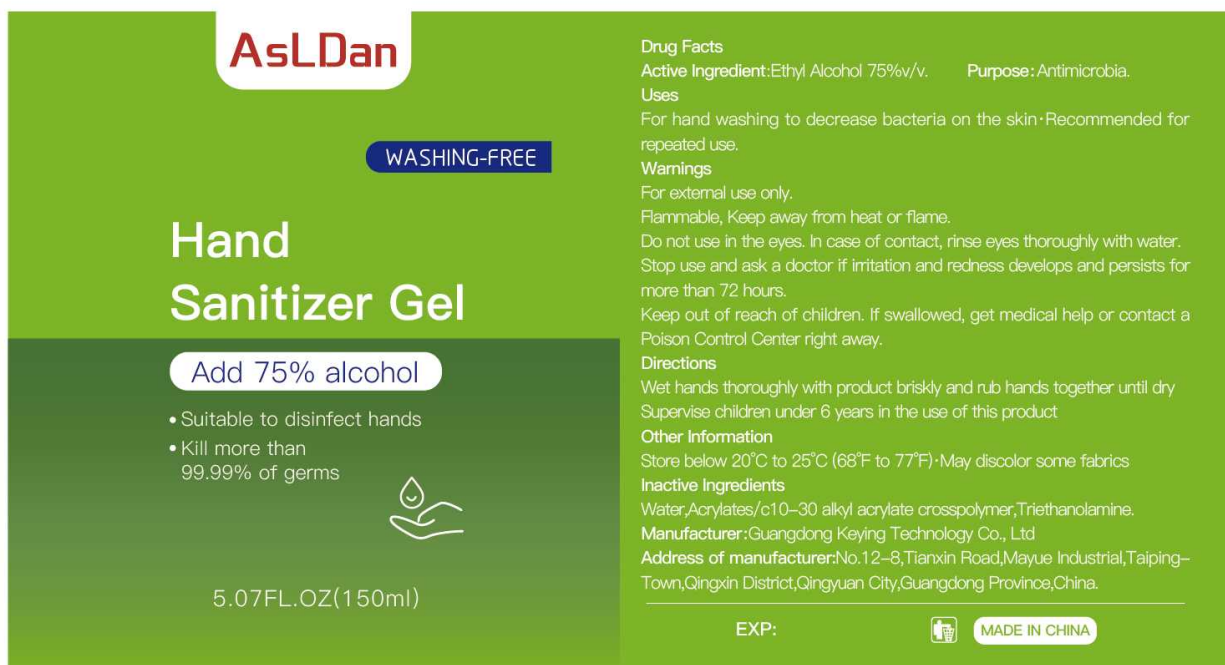 AsLDan
WASHING-FREE
Hand
Sanitizer Gel
Add 75% alcohol
• Suitable to disinfect hands
• Kill more than
99.99% of germs
5.07FL.OZ(150ml)
Drug Facts
Active Ingredient:Ethyl Alcohol 75%v/v. Purpose:Antimicrobia.
Uses
For hand washing to decrease bacteria on the skin·Recommended for
repeated use.
Warnings
For external use only.
Flammable, Keep away from heat or flame.
Do not use in the eyes. In case of contact, rinse eyes thoroughly with water.
Stop use and ask a doctor if irritation and redness develops and persists for
more than 72 hours.
Keep out of reach of children. If swallowed, get medical help or contact a
Poison Control Center right away.
Directions
Wet hands thoroughly with product briskly and rub hands together until dry
Supervise children under 6 years in the use of this product
Other Information
Store below 20°C to 25°C (68°F to 77°F)·May discolor some fabrics
Inactive Ingredients
Water,Acrylates/c10-30 alkyl acrylate crosspolymer,Triethanolamine.
Manufacturer:Guangdong Keying Technology Co., Ltd
Address of manufacturer:No.12-8,Tianxin Road,Mayue Industrial,Taiping-
Town,Qingxin District,Qingyuan City,Guangdong Province,China.
EXP:
MADE IN CHINA